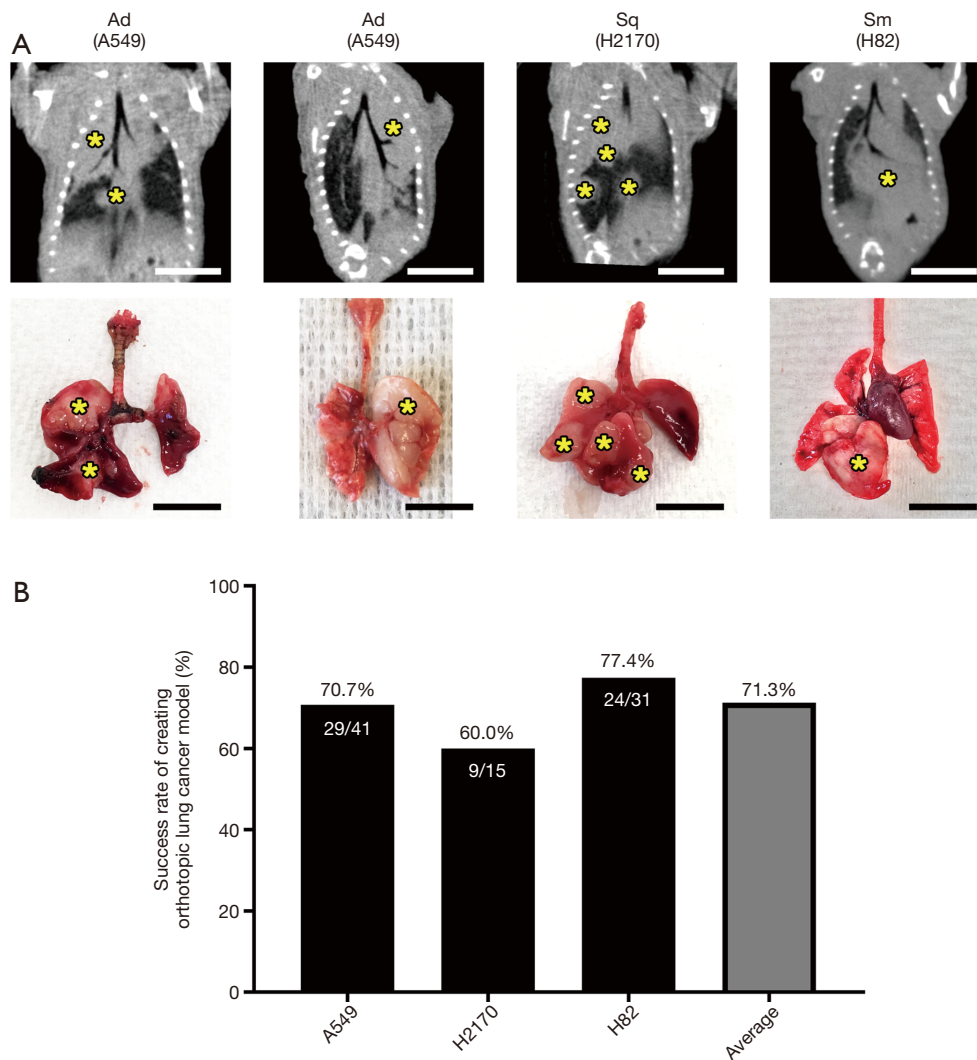 A
Ad
(A549)
Ad
(A549)
Sq
(H2170)
Sm
(H82)
B
Success rate of creating
orthotopic lung cancer model (%)
100
80
60
40
20
0
70.7%
29/41
60.0%
9/15
77.4%
24/31
71.3%
A549
H2170
H82
Average